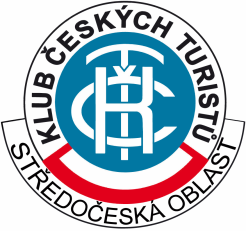 KLUB ČESKÝCH TURISTŮ
KČT
STŘEDOČESKÁ OBLAST